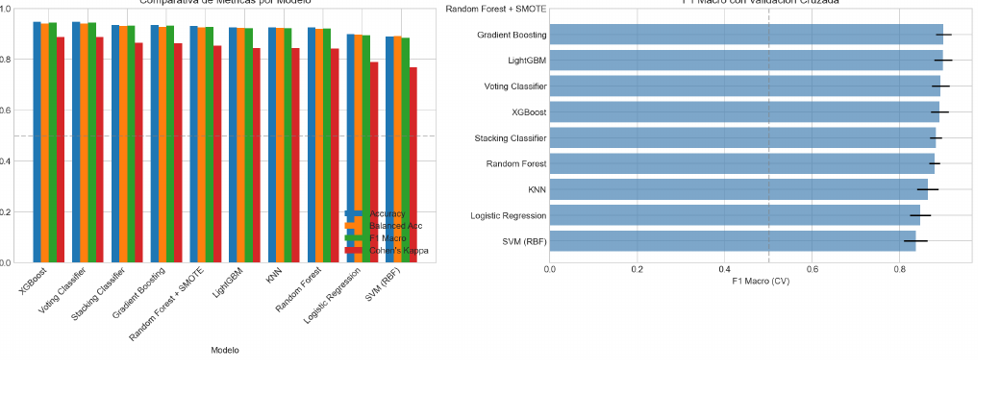 Comparativa de Métricas por Modelo
1.0
0.8
0.6
0.4
0.2
0.0
Accuracy
Balanced Acc
F1 Macro
Cohen's Kappa
XGBoost
Voting Classifier
Stacking Classifier
Gradient Boosting
Random Forest + SMOTE
LightGBM
KNN
Random Forest
Logistic Regression
SVM (RBF)
Modelo
F1 Macro con Validación Cruzada
Random Forest + SMOTE
Gradient Boosting
LightGBM
Voting Classifier
XGBoost
Stacking Classifier
Random Forest
KNN
Logistic Regression
SVM (RBF)
0.0 0.2 0.4 0.6 0.8
F1 Macro (CV)